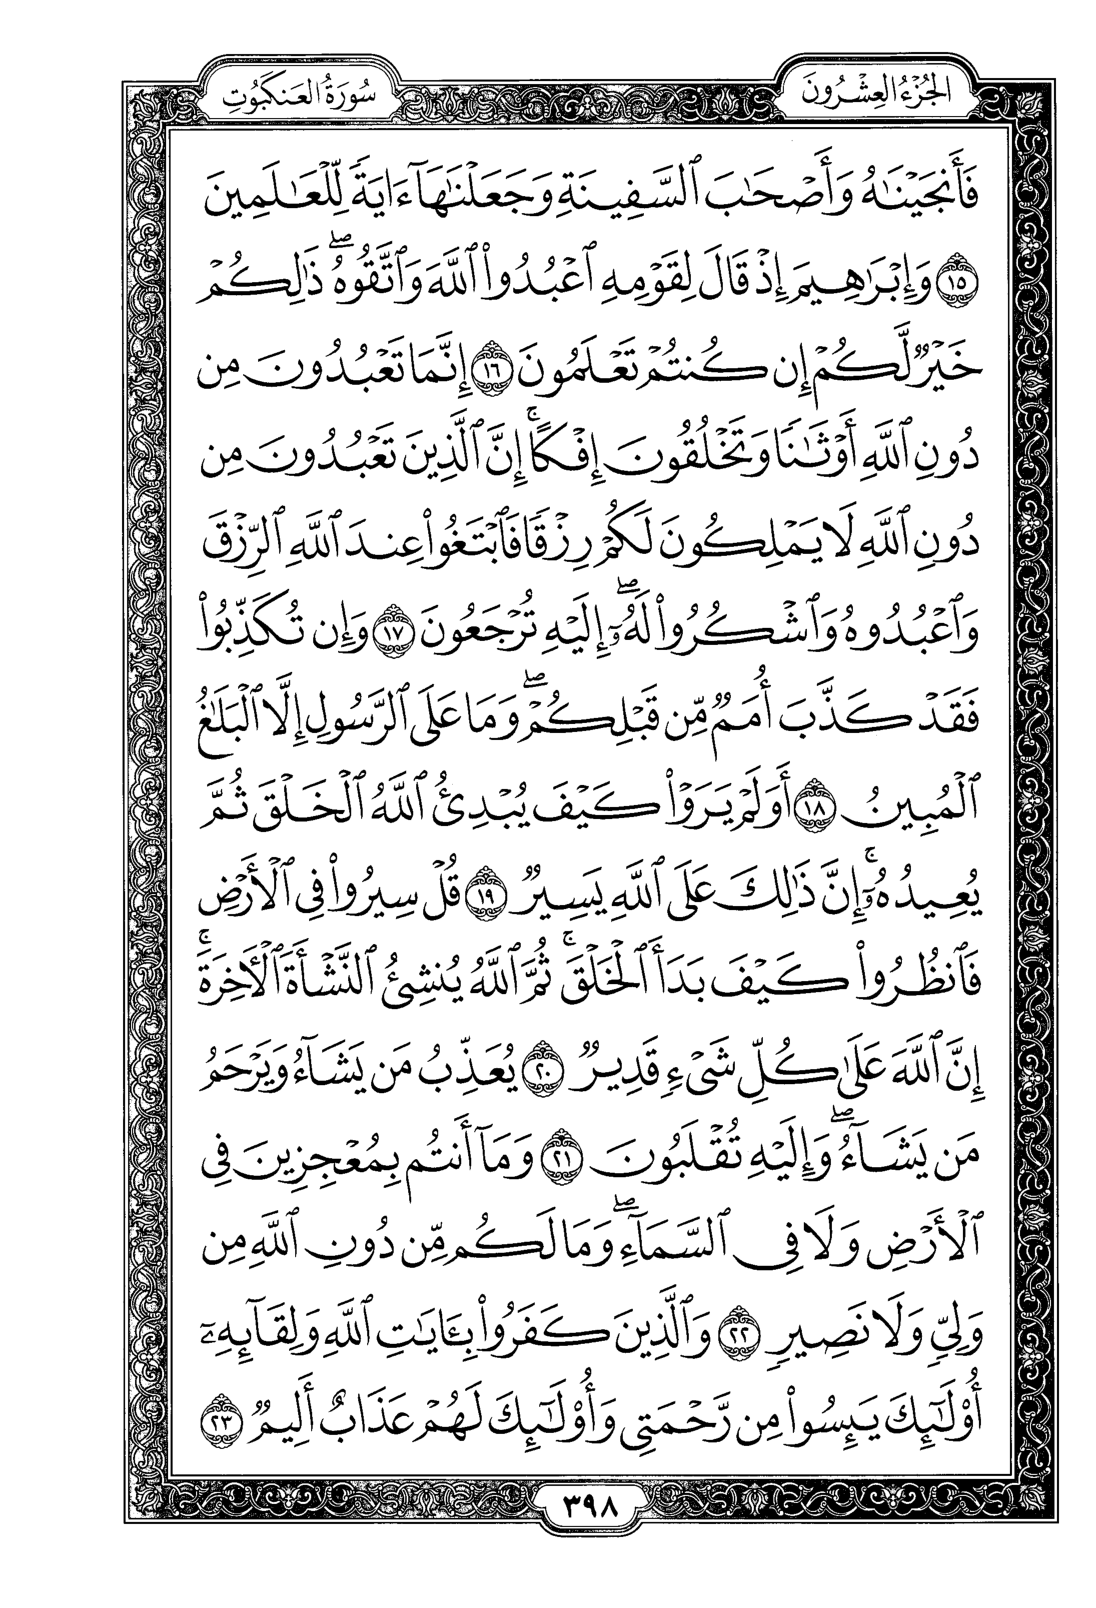 الجُزْءُ العِشْرُونَ
سُورَةُ العَنكَبُوتِ
فَأَنجَيْنَٰهُ وَأَصْحَٰبَ ٱلسَّفِينَةِ وَجَعَلْنَٰهَآ ءَايَةً لِّلْعَٰلَمِينَ
١٥ وَإِبْرَٰهِيمَ إِذْ قَالَ لِقَوْمِهِ ٱعْبُدُوا۟ ٱللَّهَ وَٱتَّقُوهُ ۖ ذَٰلِكُمْ
خَيْرٌ لَّكُمْ إِن كُنتُمْ تَعْلَمُونَ ١٦ إِنَّمَا تَعْبُدُونَ مِن
دُونِ ٱللَّهِ أَوْثَٰنًا وَتَخْلُقُونَ إِفْكًا ۚ إِنَّ ٱلَّذِينَ تَعْبُدُونَ مِن
دُونِ ٱللَّهِ لَا يَمْلِكُونَ لَكُمْ رِزْقًا فَٱبْتَغُوا۟ عِندَ ٱللَّهِ ٱلرِّزْقَ
وَٱعْبُدُوهُ وَٱشْكُرُوا۟ لَهُۥٓ ۖ إِلَيْهِ تُرْجَعُونَ ١٧ وَإِن تُكَذِّبُوا۟
فَقَدْ كَذَّبَ أُمَمٌ مِّن قَبْلِكُمْ ۖ وَمَا عَلَى ٱلرَّسُولِ إِلَّا ٱلْبَلَٰغُ
ٱلْمُبِينُ ١٨ أَوَلَمْ يَرَوْا۟ كَيْفَ يُبْدِئُ ٱللَّهُ ٱلْخَلْقَ ثُمَّ
يُعِيدُهُۥٓ ۚ إِنَّ ذَٰلِكَ عَلَى ٱللَّهِ يَسِيرٌ ١٩ قُلْ سِيرُوا۟ فِى ٱلْأَرْضِ
فَٱنظُرُوا۟ كَيْفَ بَدَأَ ٱلْخَلْقَ ۚ ثُمَّ ٱللَّهُ يُنشِئُ ٱلنَّشْأَةَ ٱلْءَاخِرَةَ ۚ
إِنَّ ٱللَّهَ عَلَىٰ كُلِّ شَىْءٍ قَدِيرٌ ٢٠ يُعَذِّبُ مَن يَشَآءُ وَيَرْحَمُ
مَن يَشَآءُ ۖ وَإِلَيْهِ تُقْلَبُونَ ٢١ وَمَآ أَنتُم بِمُعْجِزِينَ فِى
ٱلْأَرْضِ وَلَا فِى ٱلسَّمَآءِ ۖ وَمَا لَكُم مِّن دُونِ ٱللَّهِ مِن
وَلِىٍّ وَلَا نَصِيرٍ ٢٢ وَٱلَّذِينَ كَفَرُوا۟ بِـَٔايَٰتِ ٱللَّهِ وَلِقَآئِهِۦٓ
أُو۟لَٰٓئِكَ يَئِسُوا۟ مِن رَّحْمَتِى وَأُو۟لَٰٓئِكَ لَهُمْ عَذَابٌ أَلِيمٌ ٢٣
٣٩٨